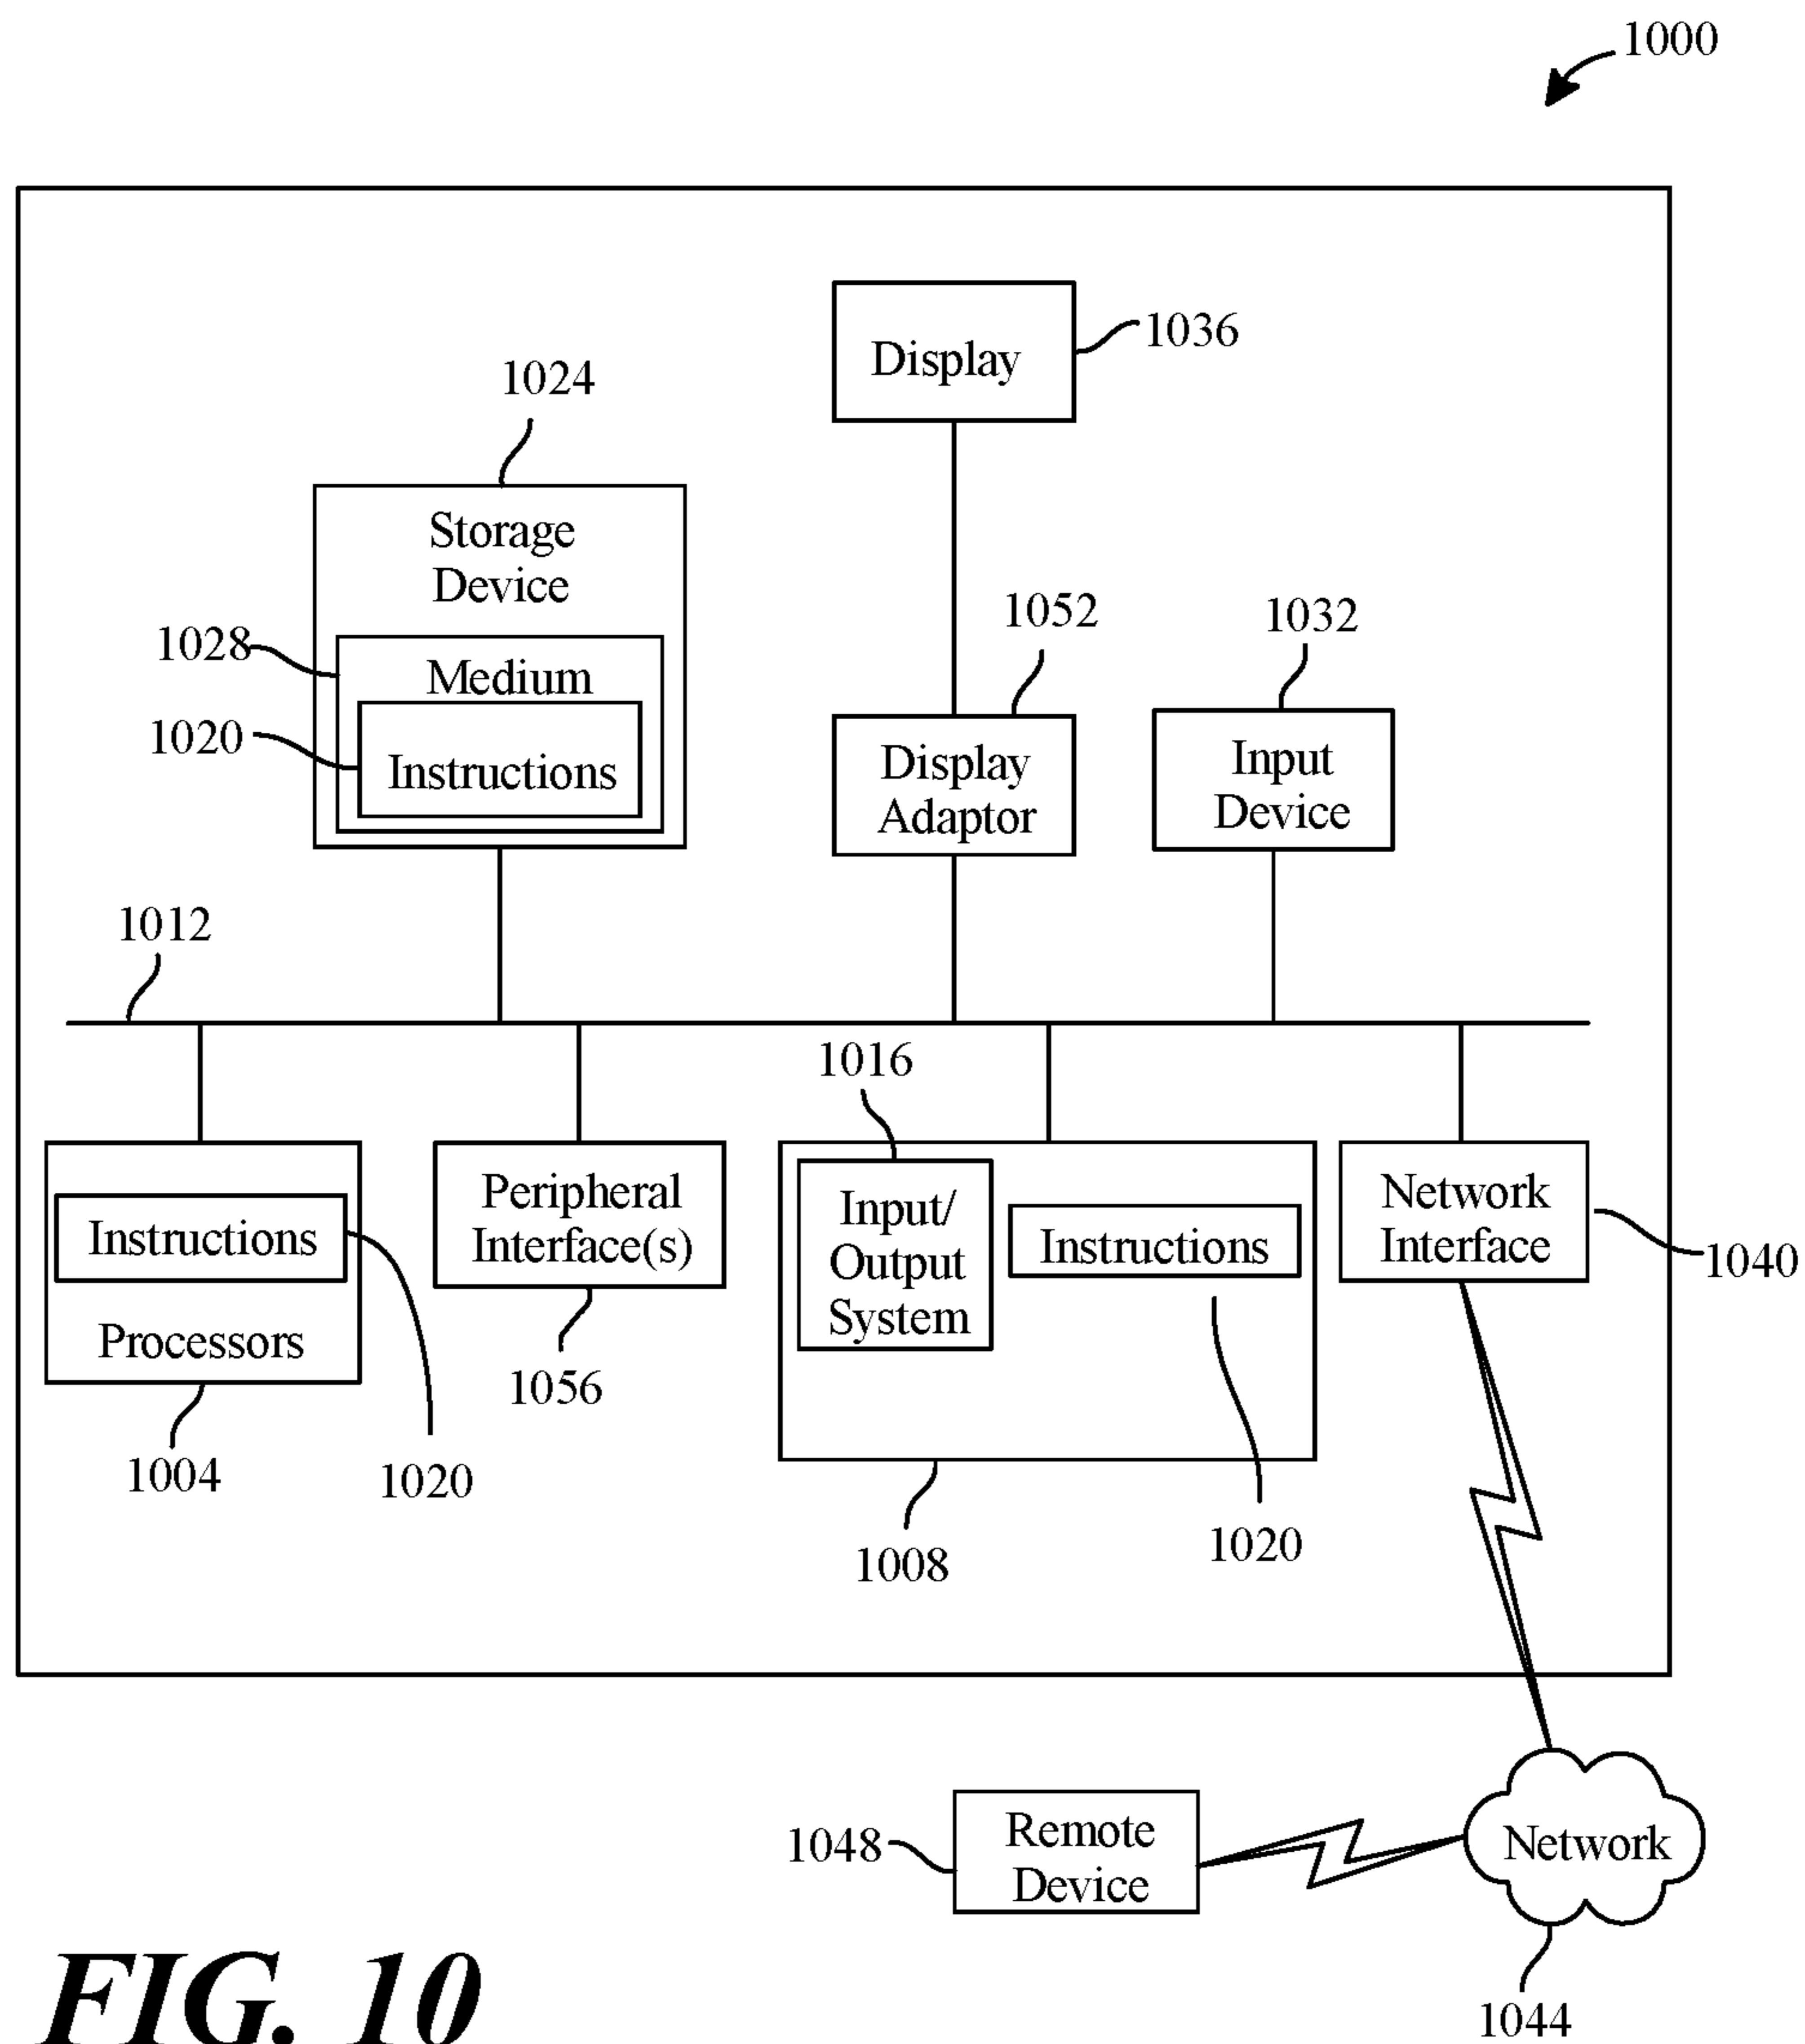 1000
Display
1036
1024
Storage
Device
1028
Medium
1020
Instructions
1052
Display
Adaptor
1032
Input
Device
1012
1016
Instructions
Processors
1004
1020
Peripheral
Interface(s)
1056
Input/
Output
System
Instructions
1008
1020
Network
Interface
1040
1048
Remote
Device
Network
1044
FIG. 10